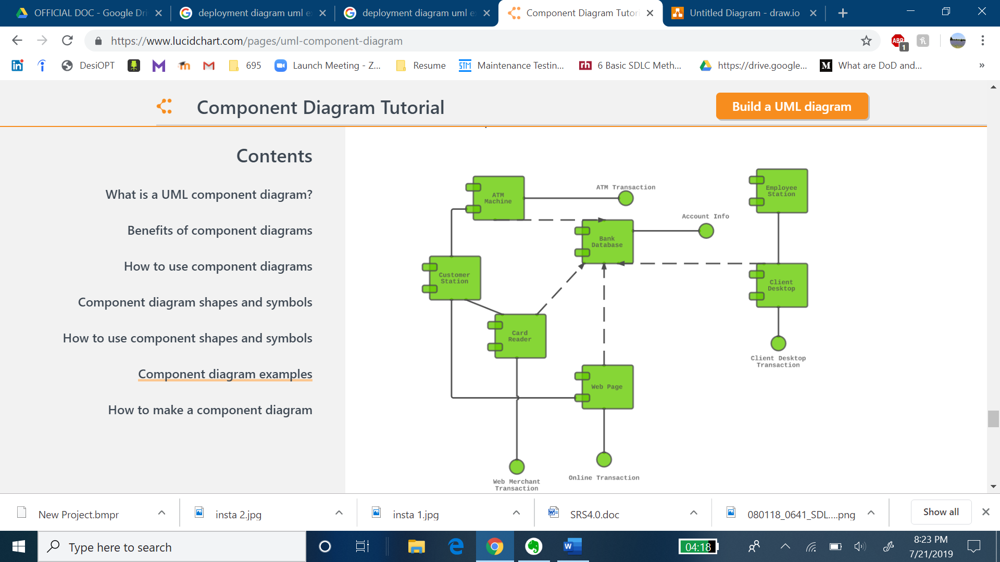 OFFICIAL DOC - Google Dri
deployment diagram uml e
deployment diagram uml e
Component Diagram Tutori
Untitled Diagram - draw.io
https://www.lucidchart.com/pages/uml-component-diagram
ABP
1
in
DesiOPT
695
Launch Meeting - Z...
Resume
STM
Maintenance Testin...
rh
6 Basic SDLC Meth...
https://drive.google...
M
What are DoD and...
»
Component Diagram Tutorial
Build a UML diagram
Contents
What is a UML component diagram?
Benefits of component diagrams
How to use component diagrams
Component diagram shapes and symbols
How to use component shapes and symbols
Component diagram examples
How to make a component diagram
ATM
Machine
ATM Transaction
Employee
Station
Account Info
Bank
Database
Customer
Station
Client
Desktop
Card
Reader
Client Desktop
Transaction
Web Page
Web Merchant
Transaction
Online Transaction
New Project.bmpr
insta 2.jpg
insta 1.jpg
SRS4.0.doc
080118_0641_SDL....png
Show all
Type here to search
04:18
8:23 PM
7/21/2019